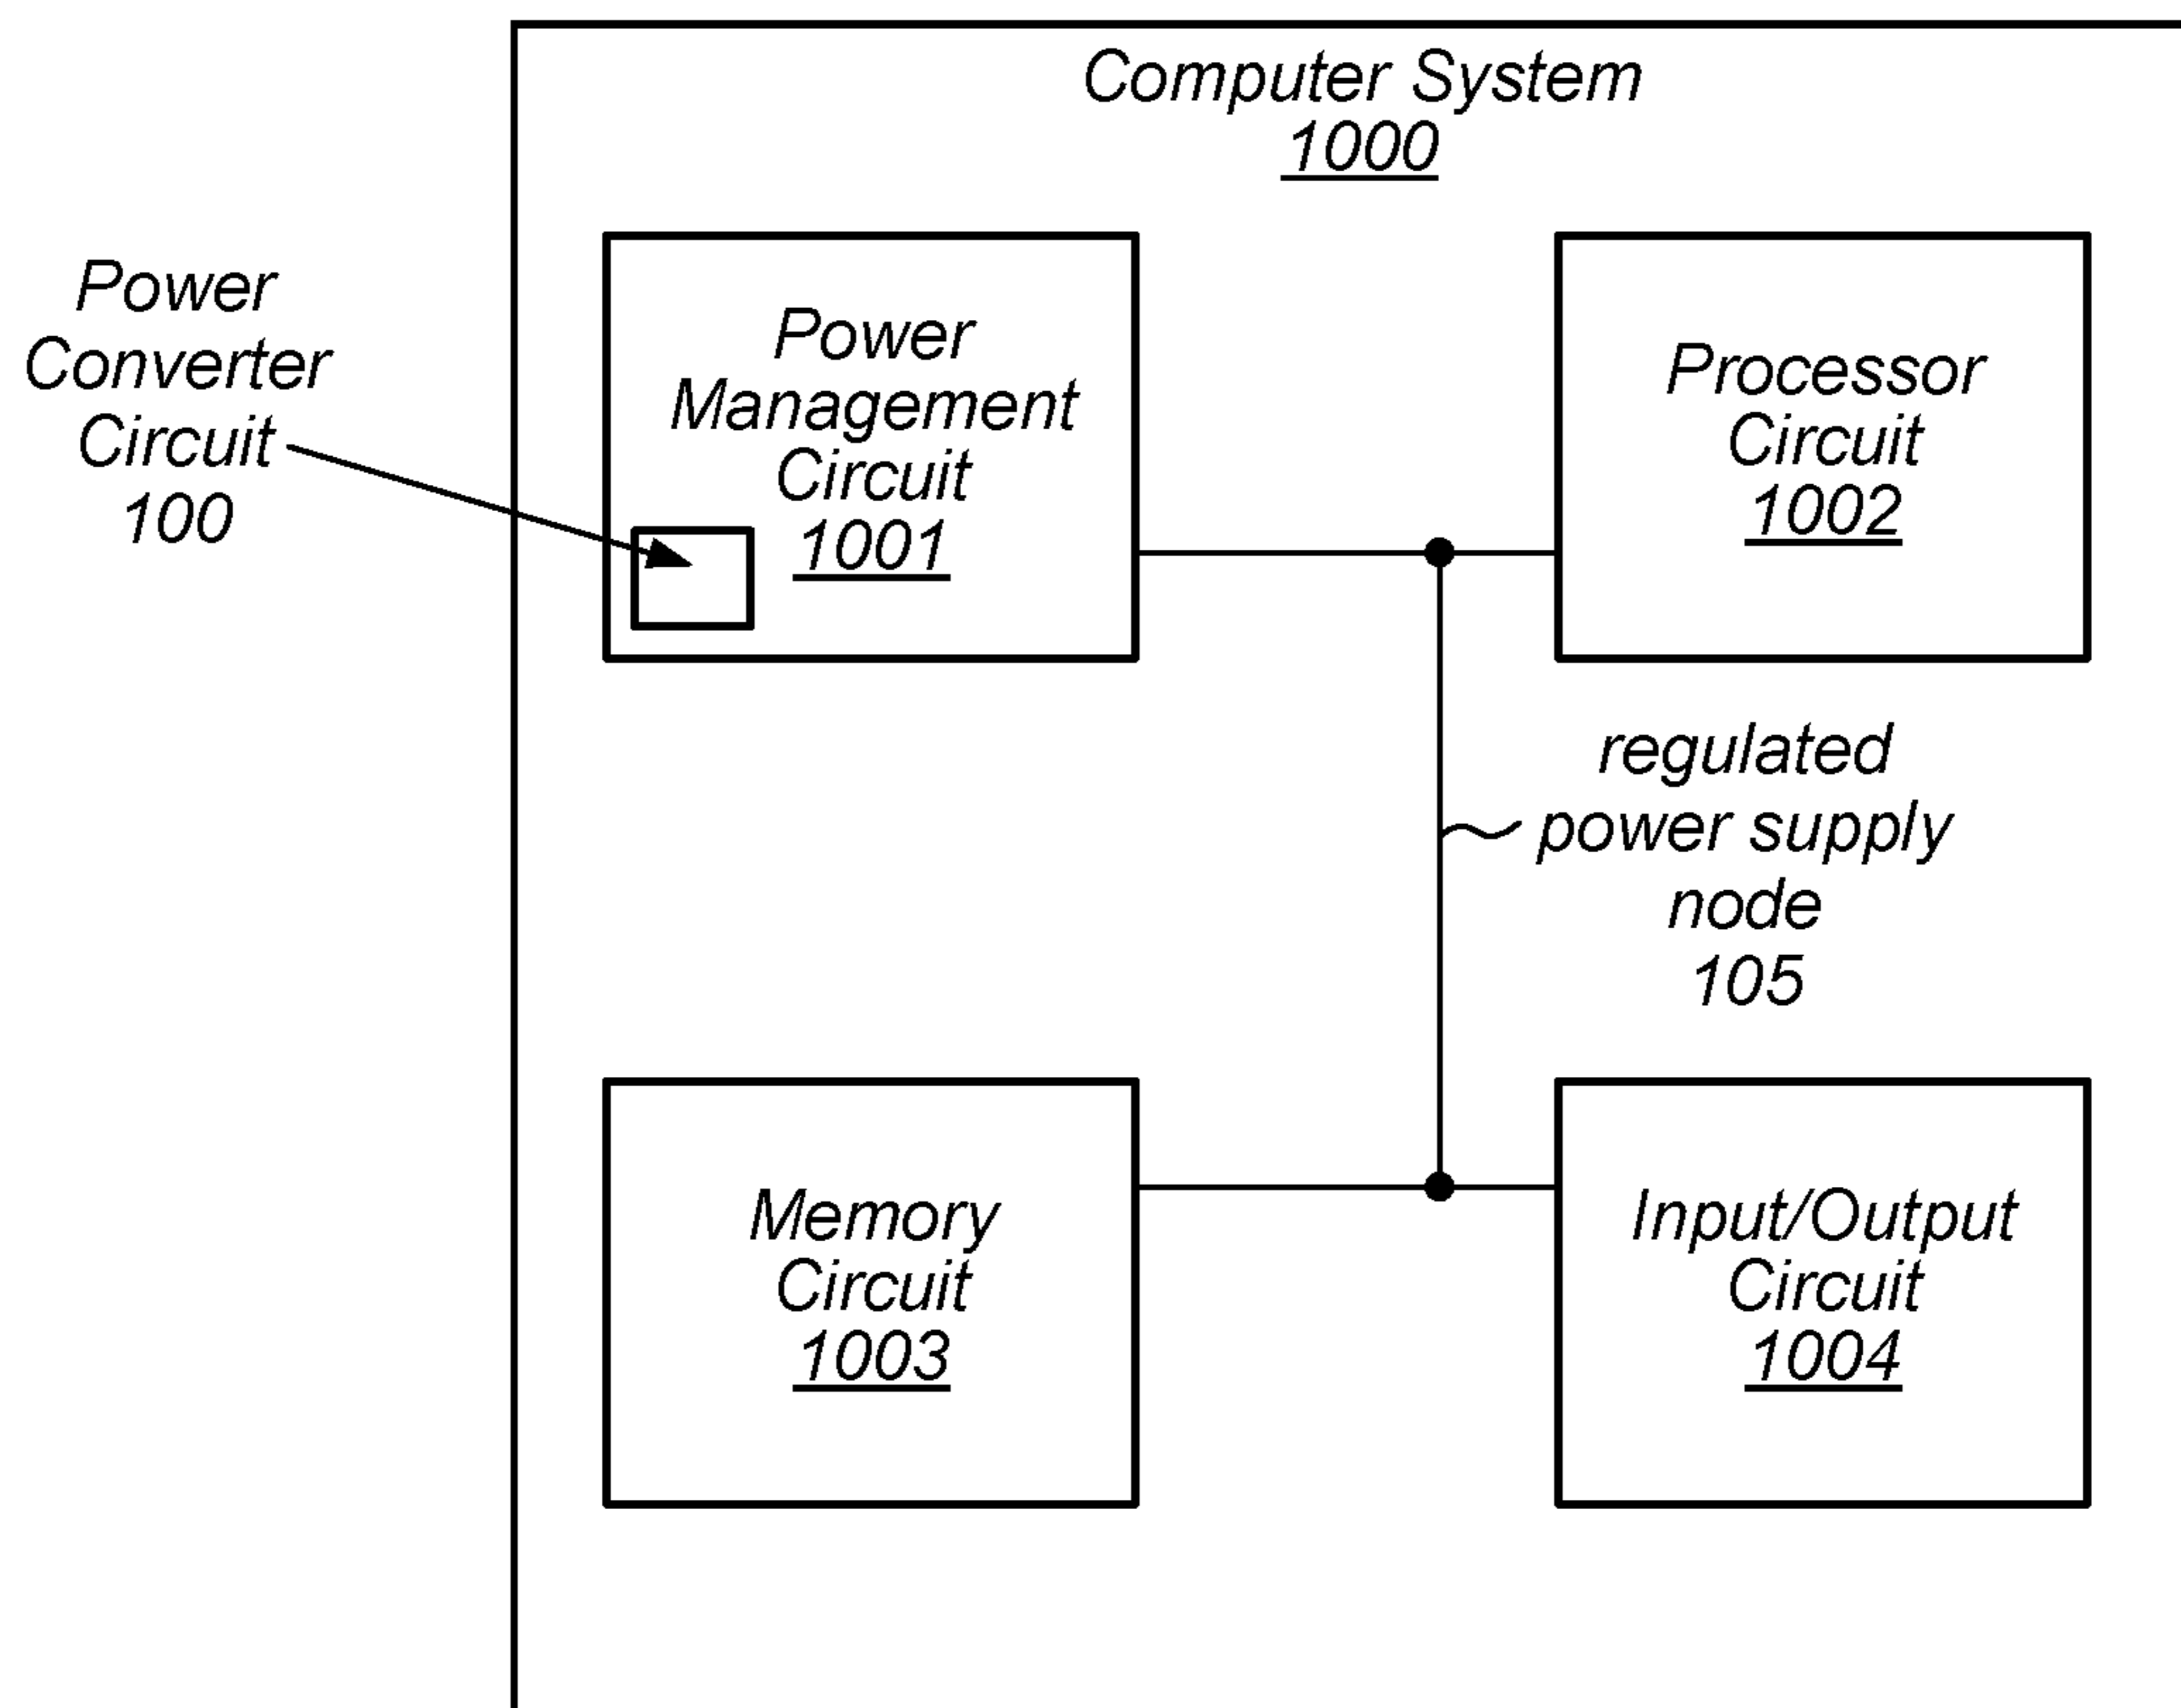 Computer System
1000
Power
Converter
Circuit
100
Power
Management
Circuit
1001
Processor
Circuit
1002
regulated
power supply
node
105
Memory
Circuit
1003
Input/Output
Circuit
1004